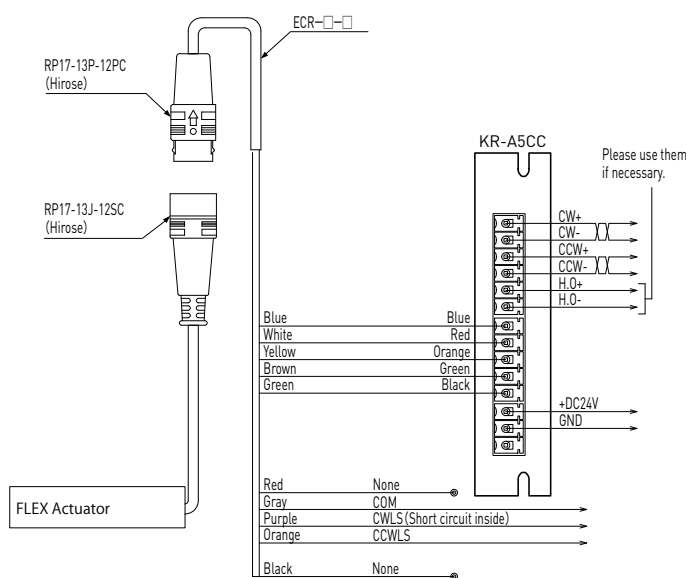 ECR-□-□
RP17-13P-12PC
(Hirose)
KR-A5CC
Please use them
if necessary.
RP17-13J-12SC
(Hirose)
CW+
CW-
CCW+
CCW-
H.O+
H.O-
Blue Blue
White Red
Yellow Orange
Brown Green
Green Black
+DC24V
GND
Red None
Gray COM
Purple CWLS(Short circuit inside)
Orange CCWLS
Black None
FLEX Actuator